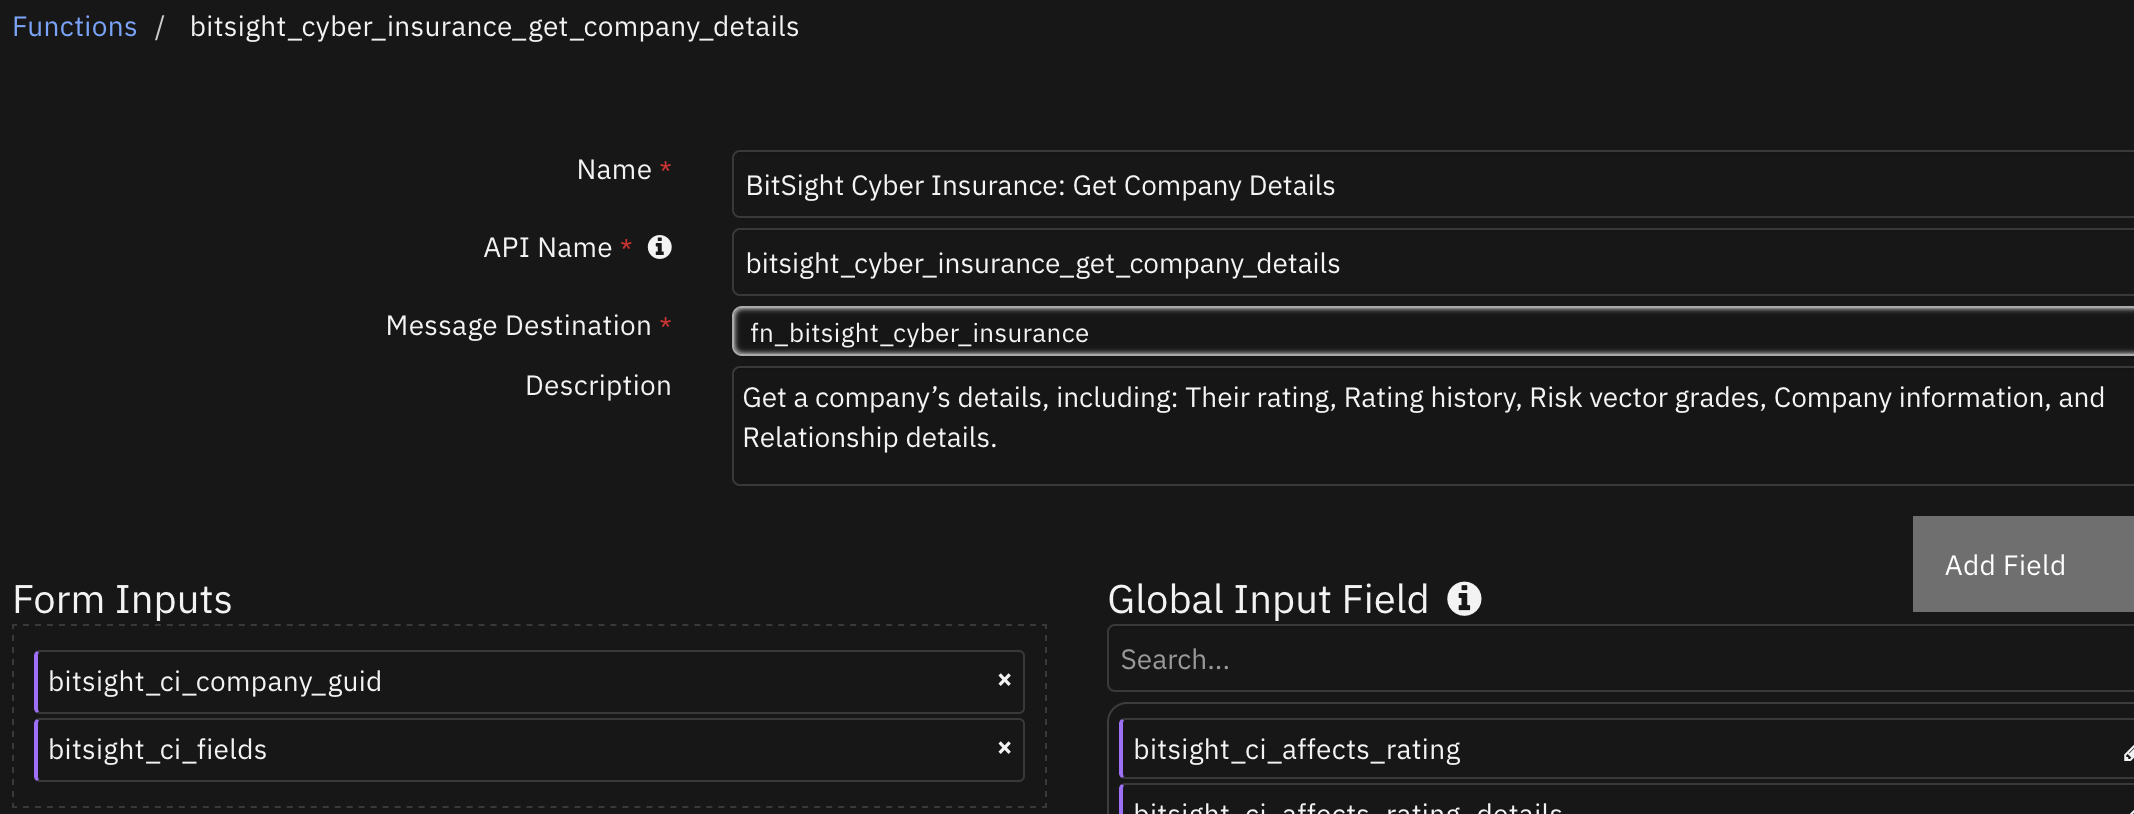 Functions / bitsight_cyber_insurance_get_company_details
Name *
BitSight Cyber Insurance: Get Company Details
API Name *
bitsight_cyber_insurance_get_company_details
Message Destination *
fn_bitsight_cyber_insurance
Description
Get a company’s details, including: Their rating, Rating history, Risk vector grades, Company information, and
Relationship details.
Add Field
Form Inputs
bitsight_ci_company_guid
bitsight_ci_fields
Global Input Field
Search...
bitsight_ci_affects_rating
bitsight_ci_affects_rating_details